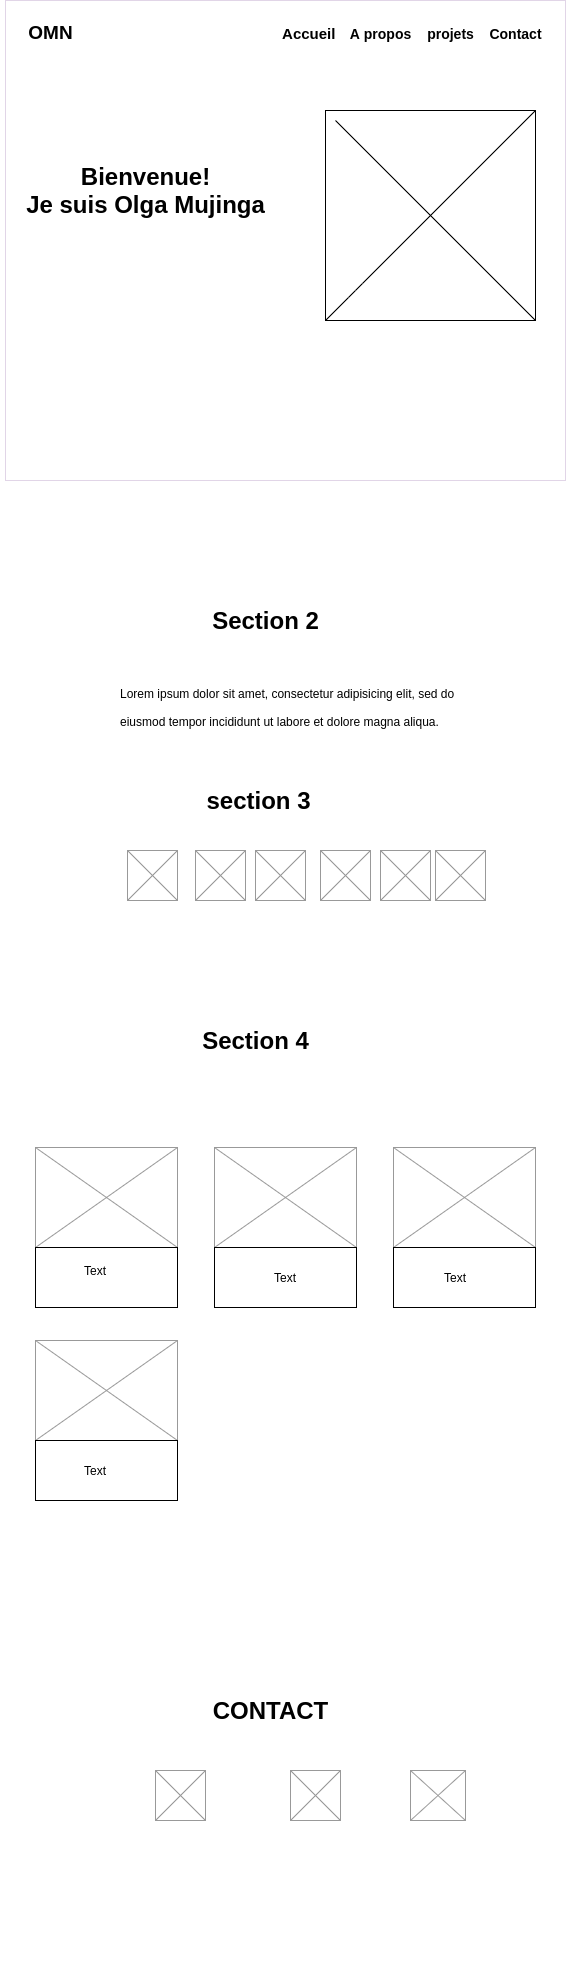 OMN
Accueil A propos projets Contact
Bienvenue!
Je suis Olga Mujinga
Section 2
Lorem ipsum dolor sit amet, consectetur adipisicing elit, sed do
eiusmod tempor incididunt ut labore et dolore magna aliqua.
section 3
Section 4
Text
Text
Text
Text
CONTACT